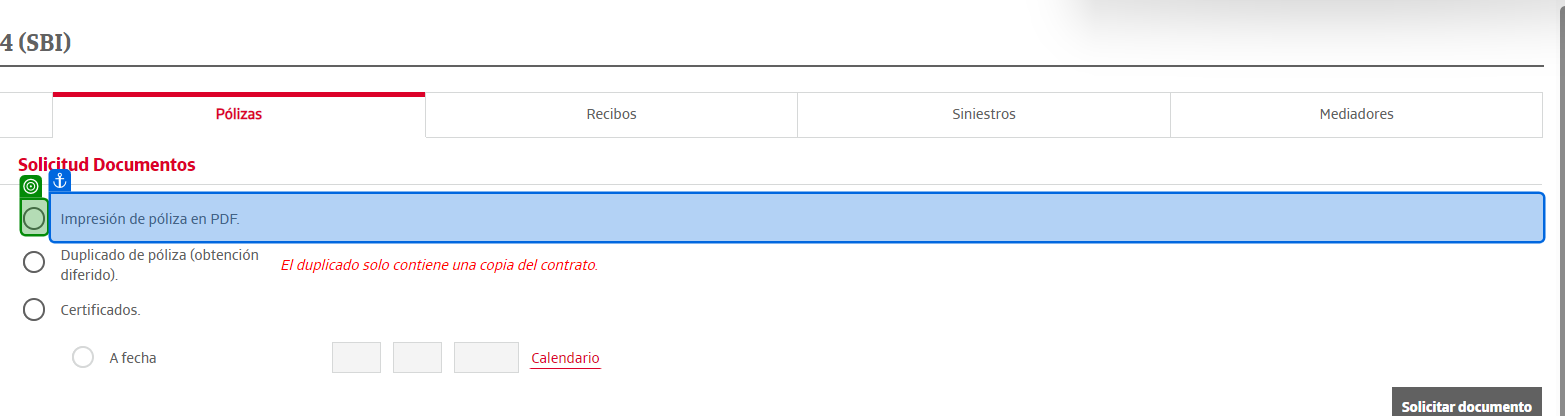 4 (SBI)
Pólizas
Recibos
Siniestros
Mediadores
Solicitud Documentos
Impresión de póliza en PDF.
Duplicado de póliza (obtención
diferido).
El duplicado solo contiene una copia del contrato.
Certificados.
A fecha
Calendario
Solicitar documento